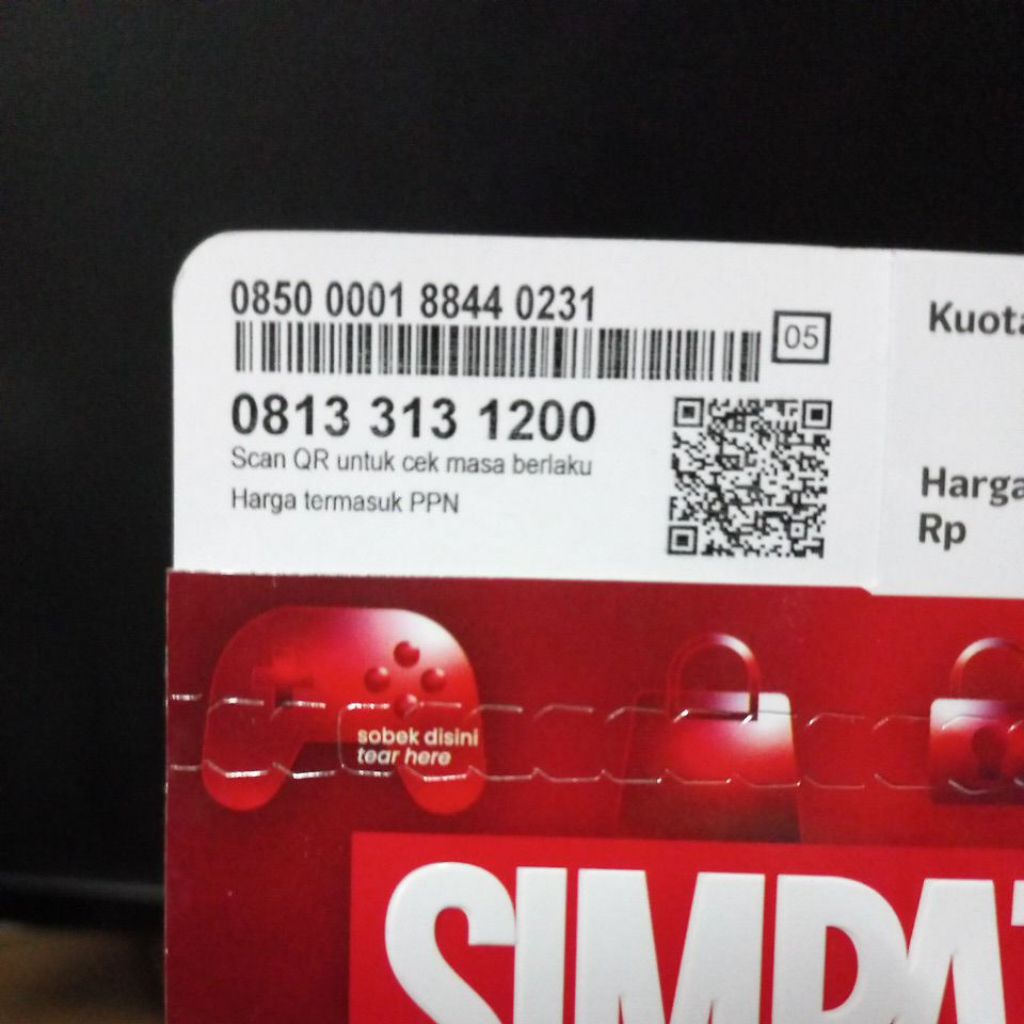 0850 0001 8844 0231
05
0813 313 1200
Scan QR untuk cek masa berlaku
Harga termasuk PPN
Kuota
Harga
Rp
sobek disini
tear here
SIMPAT